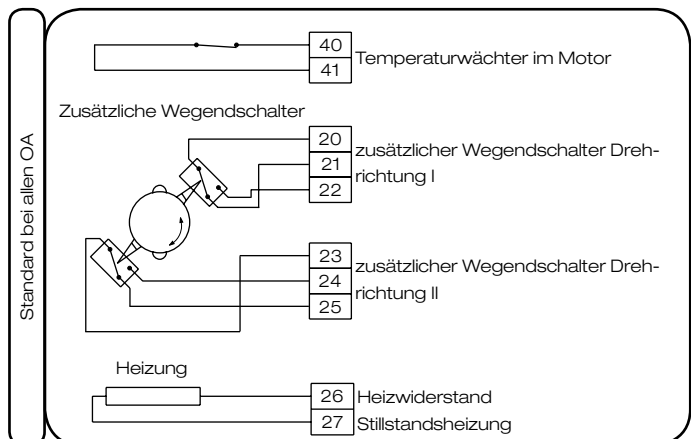 Standard bei allen OA
40
Temperaturwächter im Motor
41
Zusätzliche Wegendschalter
20
zusätzlicher Wegendschalter Dreh-
21
richtung I
22
23
zusätzlicher Wegendschalter Dreh-
24
richtung II
25
Heizung
26 Heizwiderstand
27 Stillstandsheizung